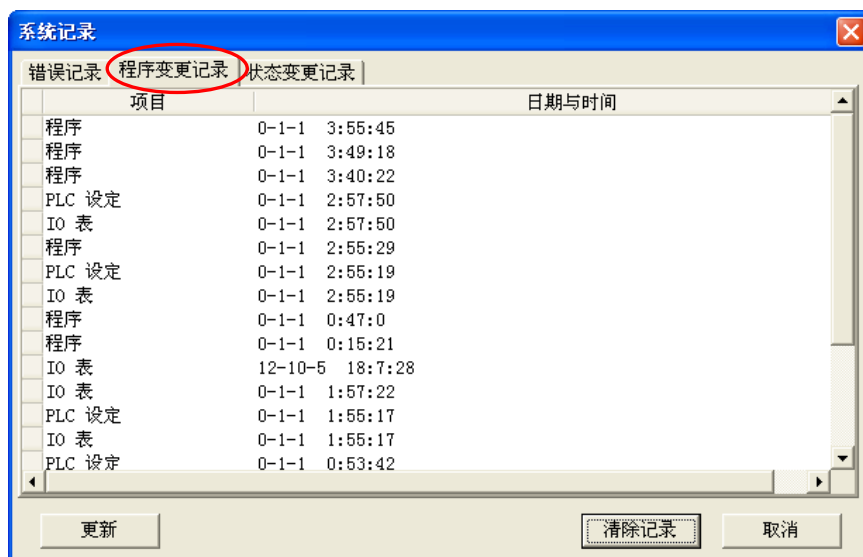 系统记录
错误记录 程序变更记录 状态变更记录
项目 日期与时间
程序 0-1-1 3:55:45
程序 0-1-1 3:49:18
程序 0-1-1 3:40:22
PLC 设定 0-1-1 2:57:50
IO 表 0-1-1 2:57:50
程序 0-1-1 2:55:29
PLC 设定 0-1-1 2:55:19
IO 表 0-1-1 2:55:19
程序 0-1-1 0:47:0
程序 0-1-1 0:15:21
IO 表 12-10-5 18:7:28
IO 表 0-1-1 1:57:22
PLC 设定 0-1-1 1:55:17
IO 表 0-1-1 1:55:17
PLC 设定 0-1-1 0:53:42
更新 清除记录 取消